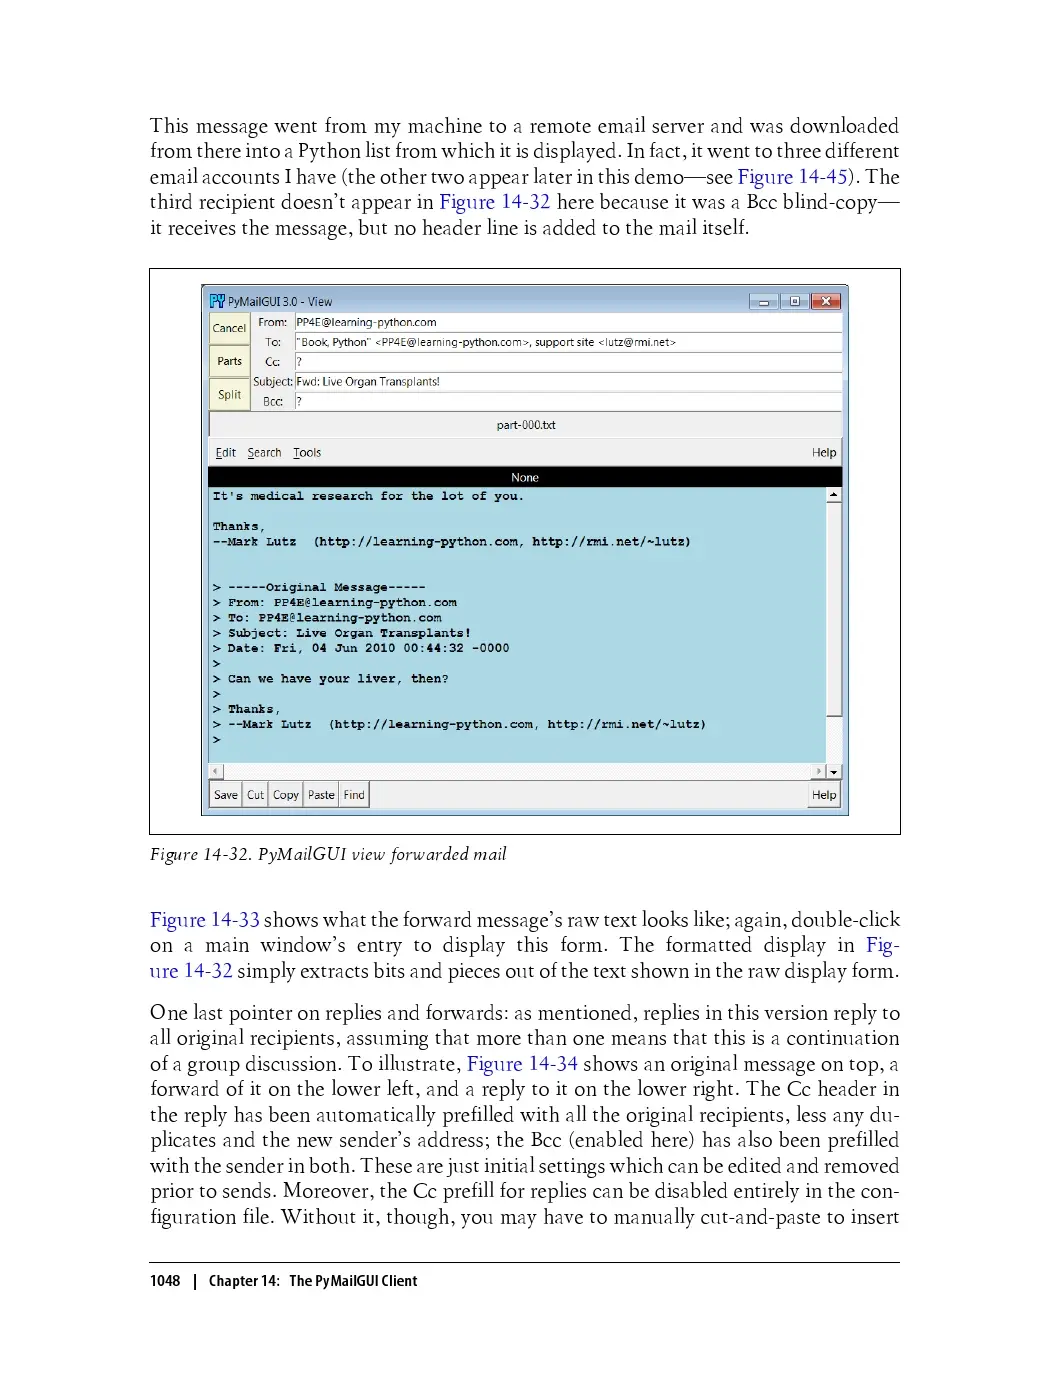 This message went from my machine to a remote email server and was downloaded
from there into a Python list from which it is displayed. In fact, it went to three different
email accounts I have (the other two appear later in this demo—see Figure 14-45). The
third recipient doesn’t appear in Figure 14-32 here because it was a Bcc blind-copy—
it receives the message, but no header line is added to the mail itself.
PyMailGUI 3.0 - View
Cancel
From: PP4E@learning-python.com
To: "Book, Python" <PP4E@learning-python.com>, support site <lutz@rmi.net>
Parts
Cc: ?
Subject: Fwd: Live Organ Transplants!
Split
Bcc: ?
part-000.txt
Edit Search Tools Help
None
It's medical research for the lot of you.
Thanks,
--Mark Lutz (http://learning-python.com, http://rmi.net/~lutz)
> -----Original Message-----
> From: PP4E@learning-python.com
> To: PP4E@learning-python.com
> Subject: Live Organ Transplants!
> Date: Fri, 04 Jun 2010 00:44:32 -0000
>
> Can we have your liver, then?
>
> Thanks,
> --Mark Lutz (http://learning-python.com, http://rmi.net/~lutz)
>
Save Cut Copy Paste Find Help
Figure 14-32. PyMailGUI view forwarded mail
Figure 14-33 shows what the forward message’s raw text looks like; again, double-click
on a main window’s entry to display this form. The formatted display in Fig-
ure 14-32 simply extracts bits and pieces out of the text shown in the raw display form.
One last pointer on replies and forwards: as mentioned, replies in this version reply to
all original recipients, assuming that more than one means that this is a continuation
of a group discussion. To illustrate, Figure 14-34 shows an original message on top, a
forward of it on the lower left, and a reply to it on the lower right. The Cc header in
the reply has been automatically prefilled with all the original recipients, less any du-
plicates and the new sender’s address; the Bcc (enabled here) has also been prefilled
with the sender in both. These are just initial settings which can be edited and removed
prior to sends. Moreover, the Cc prefill for replies can be disabled entirely in the con-
figuration file. Without it, though, you may have to manually cut-and-paste to insert
1048 | Chapter 14: The PyMailGUI Client